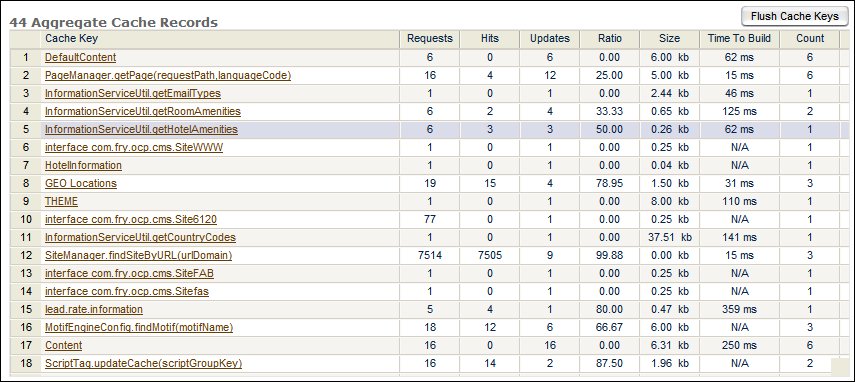 44 Aggregate Cache Records Flush Cache Keys
Cache Key Requests Hits Updates Ratio Size Time To Build Count
1 DefaultContent 6 0 6 0.00 6.00 kb 62 ms 6
2 PageManager.getPage(requestPath,languageCode) 16 4 12 25.00 5.00 kb 15 ms 6
3 InformationServiceUtil.getEmailTypes 1 0 1 0.00 2.44 kb 46 ms 1
4 InformationServiceUtil.getRoomAmenities 6 2 4 33.33 0.65 kb 125 ms 2
5 InformationServiceUtil.getHotelAmenities 6 3 3 50.00 0.26 kb 62 ms 1
6 interface com.fry.ocp.cms.SiteWWW 1 0 1 0.00 0.25 kb N/A 1
7 HotelInformation 1 0 1 0.00 0.04 kb N/A 1
8 GEO Locations 19 15 4 78.95 1.50 kb 31 ms 3
9 THEME 1 0 1 0.00 8.00 kb 110 ms 1
10 interface com.fry.ocp.cms.Site6120 77 0 1 0.00 0.25 kb N/A 1
11 InformationServiceUtil.getCountryCodes 1 0 1 0.00 37.51 kb 141 ms 1
12 SiteManager.findSiteByURL(urlDomain) 7514 7505 9 99.88 0.00 kb 15 ms 3
13 interface com.fry.ocp.cms.SiteFAB 1 0 1 0.00 0.25 kb N/A 1
14 interface com.fry.ocp.cms.Sitefas 1 0 1 0.00 0.25 kb N/A 1
15 lead.rate.information 5 4 1 80.00 0.47 kb 359 ms 1
16 MotifEngineConfig.findMotif(motifName) 18 12 6 66.67 6.00 kb N/A 3
17 Content 16 0 16 0.00 6.31 kb 250 ms 6
18 ScriptTag.updateCache(scriptGroupKey) 16 14 2 87.50 1.96 kb N/A 2